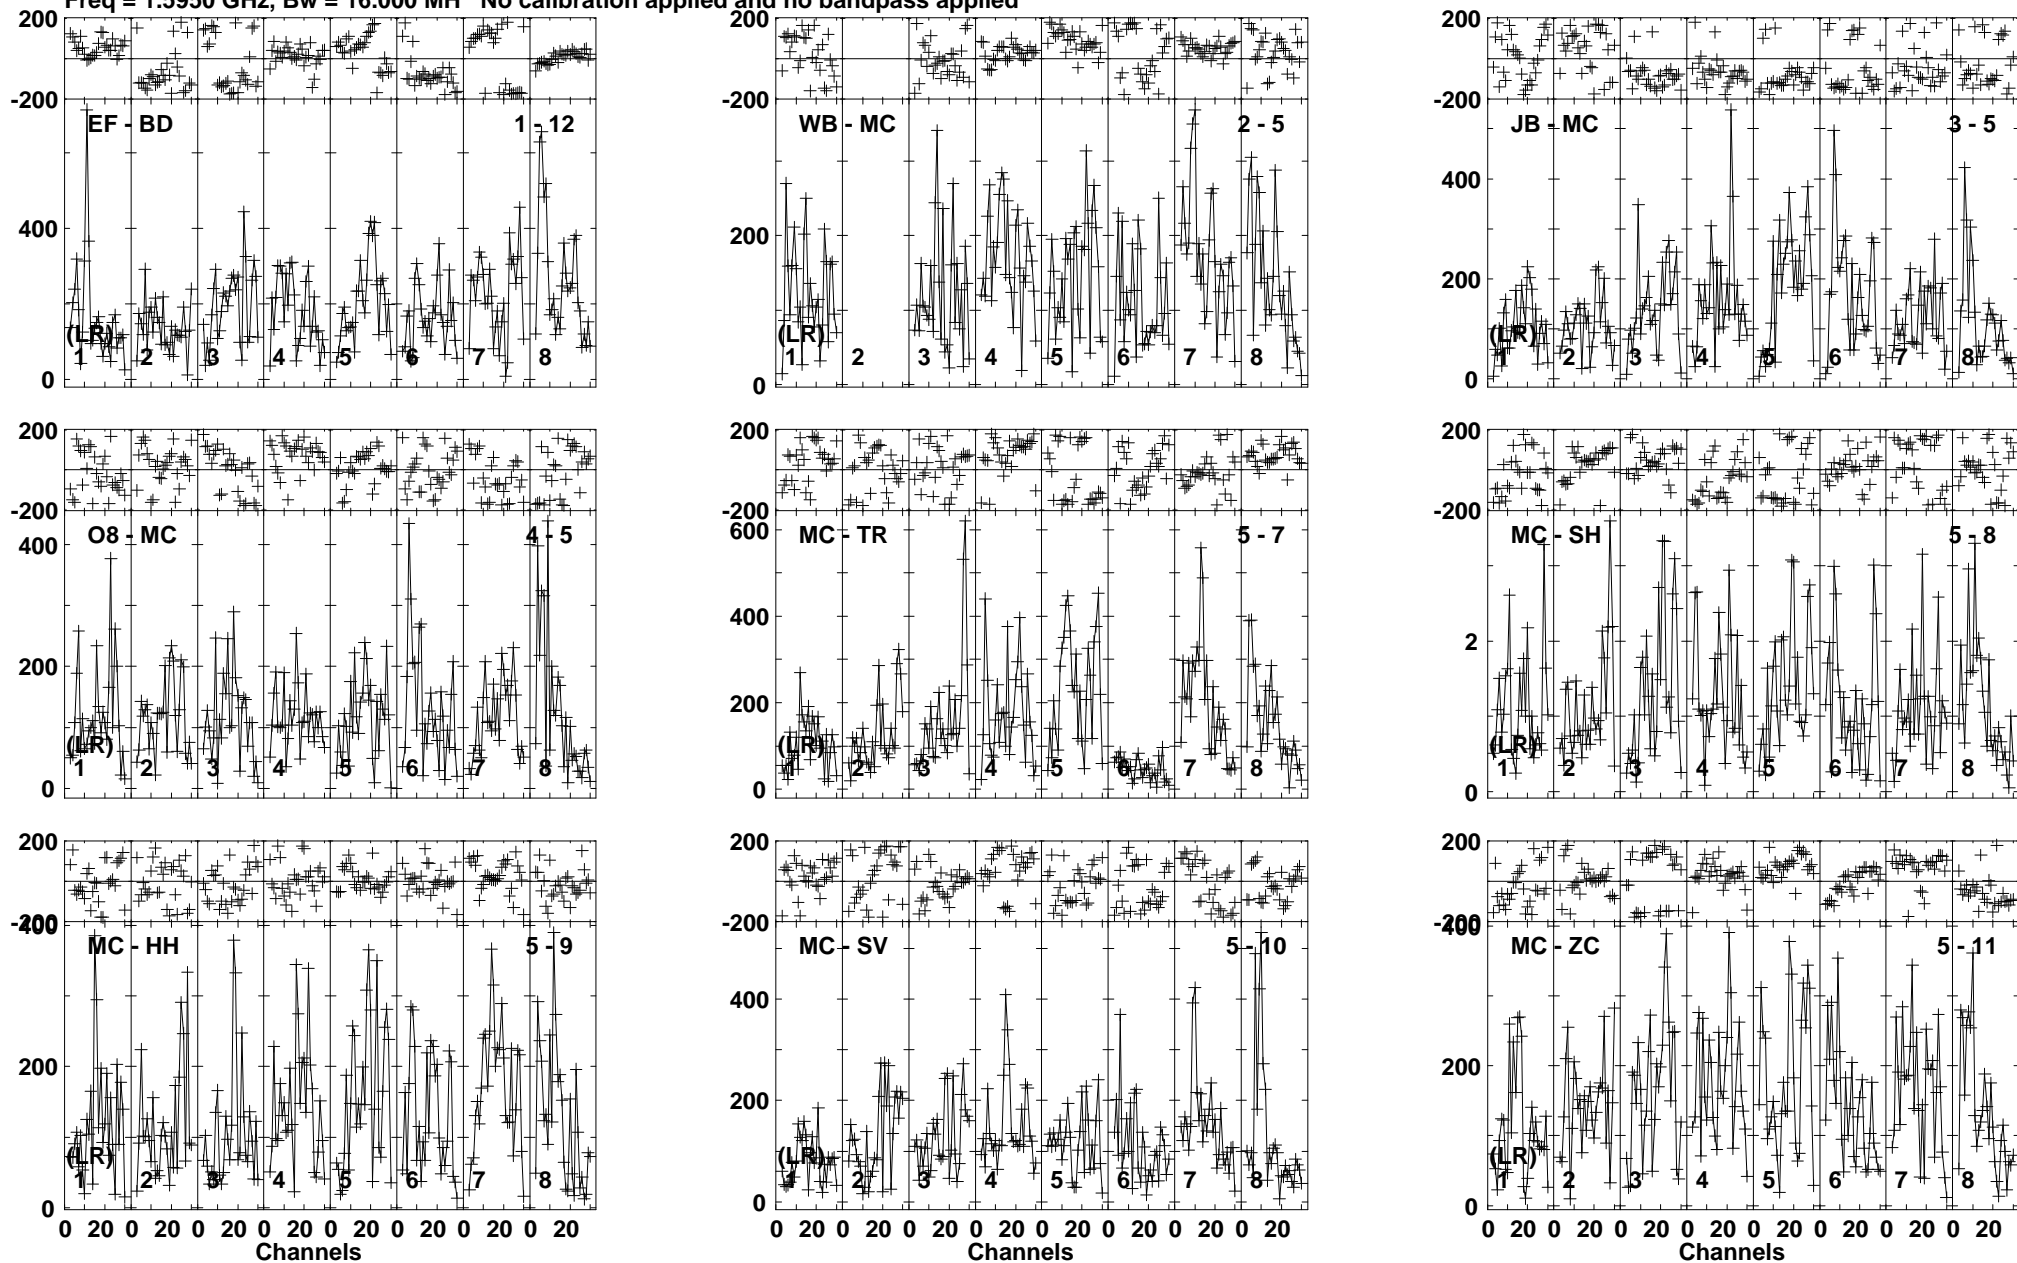 Freq = 1.5950 GHz, Bw = 16.000 MH No calibration applied and no bandpass applied
200 200 200
-200 -200 -200
EF - BD 1 - 12 WB - MC 2 - 5 JB - MC 3 - 5
400 200 400
200
(LR) (LR) (LR)
1 2 3 4 5 6 7 8 1 2 3 4 5 6 7 8 1 2 3 4 5 6 7 8
0 0 0
200 200 200
-200 -200 -200
O8 - MC 4 - 5 MC - TR 5 - 7 MC - SH 5 - 8
400 600
200 400 2
200
(LR) (LR) (LR)
1 2 3 4 5 6 7 8 1 2 3 4 5 6 7 8 1 2 3 4 5 6 7 8
0 0 0
200 200 200
-200 -200 -200
400 400
MC - HH 5 - 9 MC - SV 5 - 10 MC - ZC 5 - 11
200 400 200
200
(LR) (LR) (LR)
1 2 3 4 5 6 7 8 1 2 3 4 5 6 7 8 1 2 3 4 5 6 7 8
0 0 0
0 20 0 20 0 20 0 20 0 20 0 20 0 20 0 20 0 20 0 20 0 20 0 20 0 20 0 20 0 20 0 20 0 20 0 20 0 20 0 20 0 20 0 20 0 20 0 20
Channels Channels